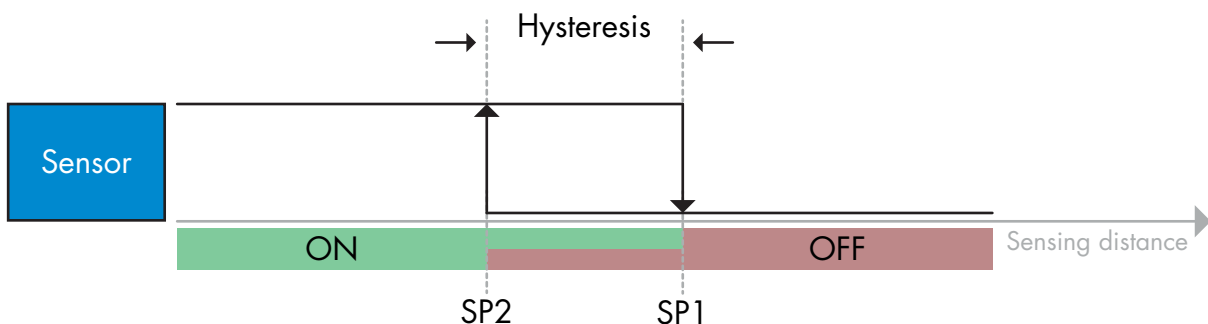 Hysteresis
Sensor
ON
OFF
Sensing distance
SP2
SP1